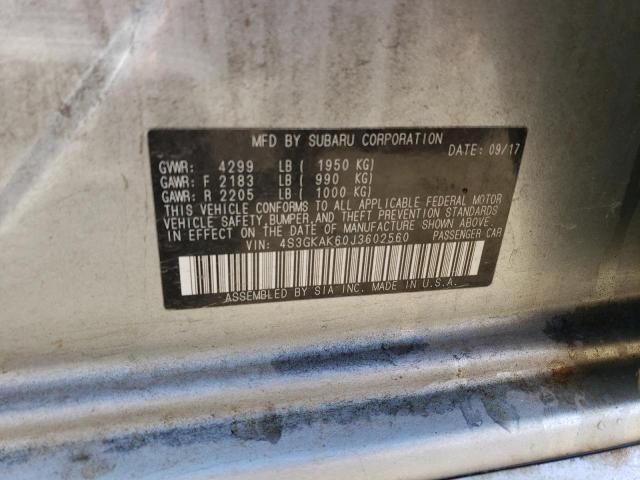 MFD BY SUBARU CORPORATION
DATE: 09/17
GVWR: 4299 LB ( 1950 KG)
GAWR: F 2183 LB ( 990 KG)
GAWR: R 2205 LB ( 1000 KG)
THIS VEHICLE CONFORMS TO ALL APPLICABLE FEDERAL MOTOR
VEHICLE SAFETY, BUMPER, AND THEFT PREVENTION STANDARDS
IN EFFECT ON THE DATE OF MANUFACTURE SHOWN ABOVE
VIN: 4S3GKAK60J3602560 PASSENGER CAR
ASSEMBLED BY SIA INC. MADE IN U.S.A.